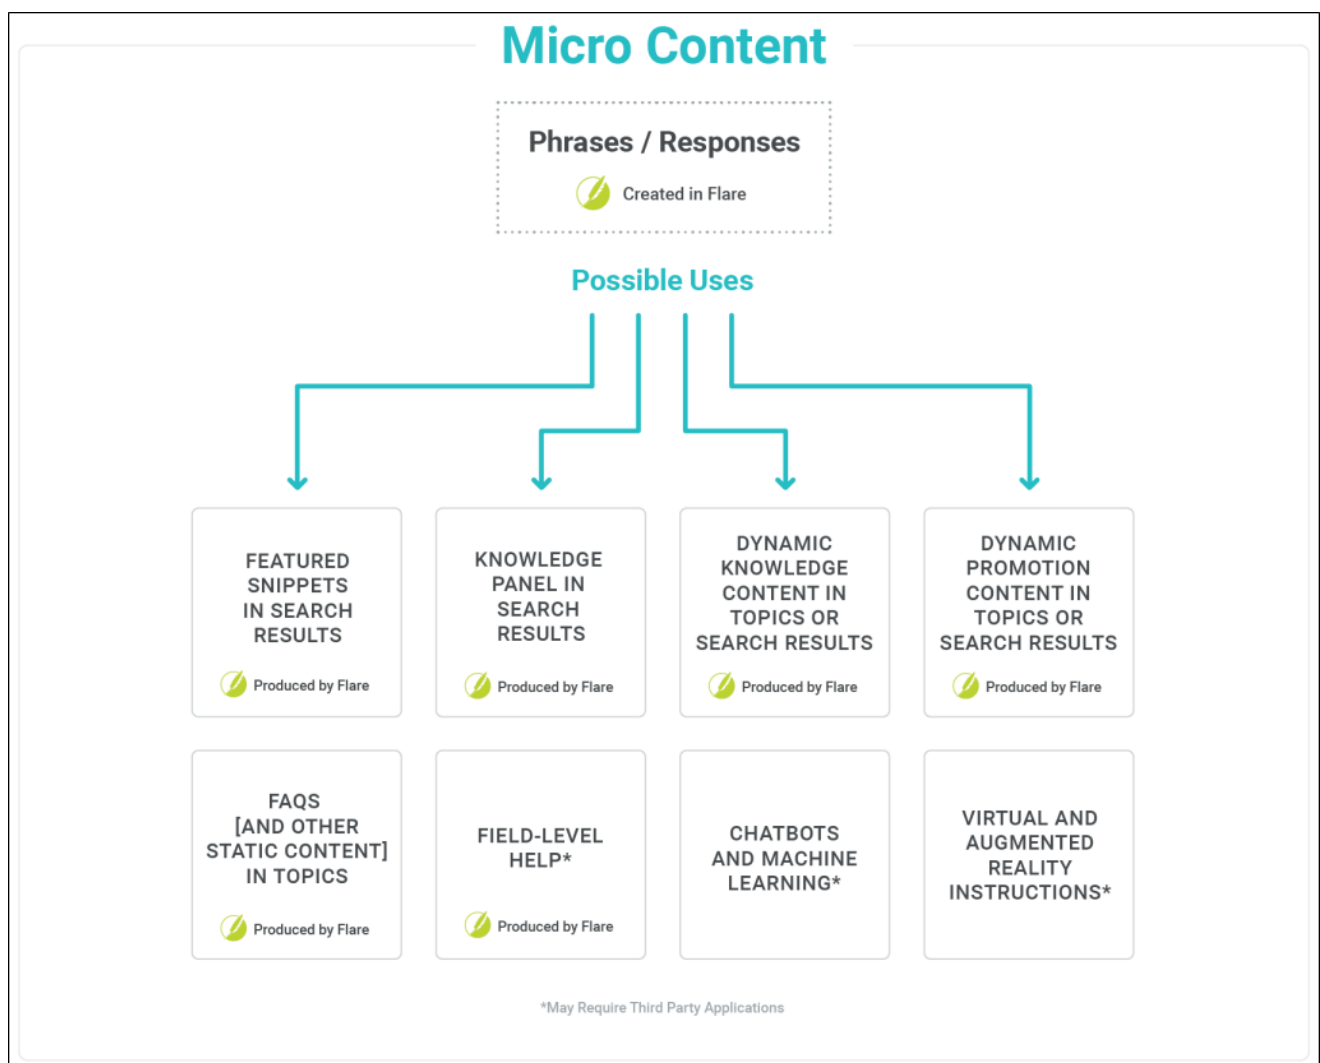 Micro Content
Phrases / Responses
Created in Flare
Possible Uses
FEATURED
SNIPPETS
IN SEARCH
RESULTS
Produced by Flare
KNOWLEDGE
PANEL IN
SEARCH
RESULTS
Produced by Flare
DYNAMIC
KNOWLEDGE
CONTENT IN
TOPICS OR
SEARCH RESULTS
Produced by Flare
DYNAMIC
PROMOTION
CONTENT IN
TOPICS OR
SEARCH RESULTS
Produced by Flare
FAQS
[AND OTHER
STATIC CONTENT]
IN TOPICS
Produced by Flare
FIELD-LEVEL
HELP*
Produced by Flare
CHATBOTS
AND MACHINE
LEARNING*
VIRTUAL AND
AUGMENTED
REALITY
INSTRUCTIONS*
*May Require Third Party Applications